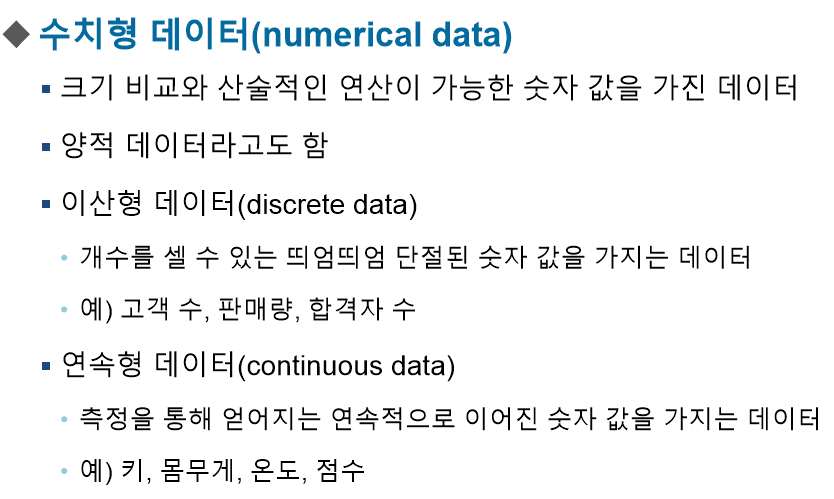 ◆ 수치형 데이터(numerical data)
▪ 크기 비교와 산술적인 연산이 가능한 숫자 값을 가진 데이터
▪ 양적 데이터라고도 함
▪ 이산형 데이터(discrete data)
• 개수를 셀 수 있는 띄엄띄엄 단절된 숫자 값을 가지는 데이터
• 예) 고객 수, 판매량, 합격자 수
▪ 연속형 데이터(continuous data)
• 측정을 통해 얻어지는 연속적으로 이어진 숫자 값을 가지는 데이터
• 예) 키, 몸무게, 온도, 점수